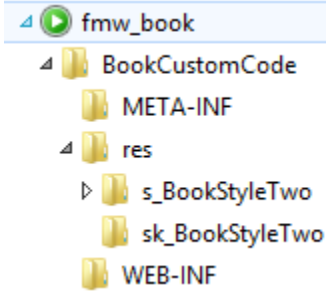 fmw_book
BookCustomCode
META-INF
res
s_BookStyleTwo
sk_BookStyleTwo
WEB-INF